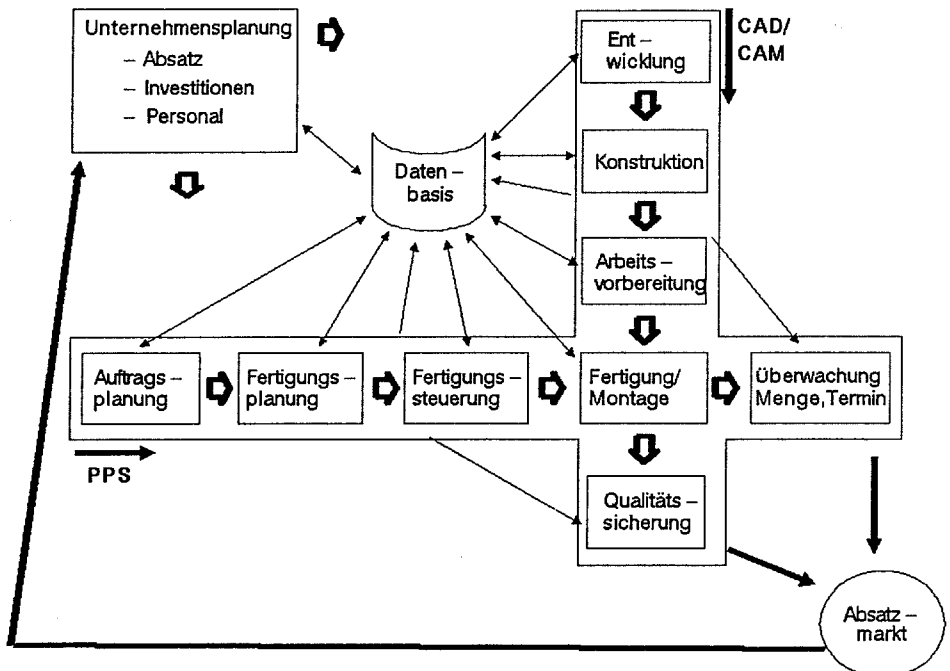 Unternehmensplanung
– Absatz
– Investitionen
– Personal
Ent –
wicklung
CAD/
CAM
Konstruktion
Daten –
basis
Arbeits –
vorbereitung
Auftrags –
planung
Fertigungs –
planung
Fertigungs –
steuerung
Fertigung/
Montage
Überwachung
Menge,Termin
PPS
Qualitäts –
sicherung
Absatz –
markt